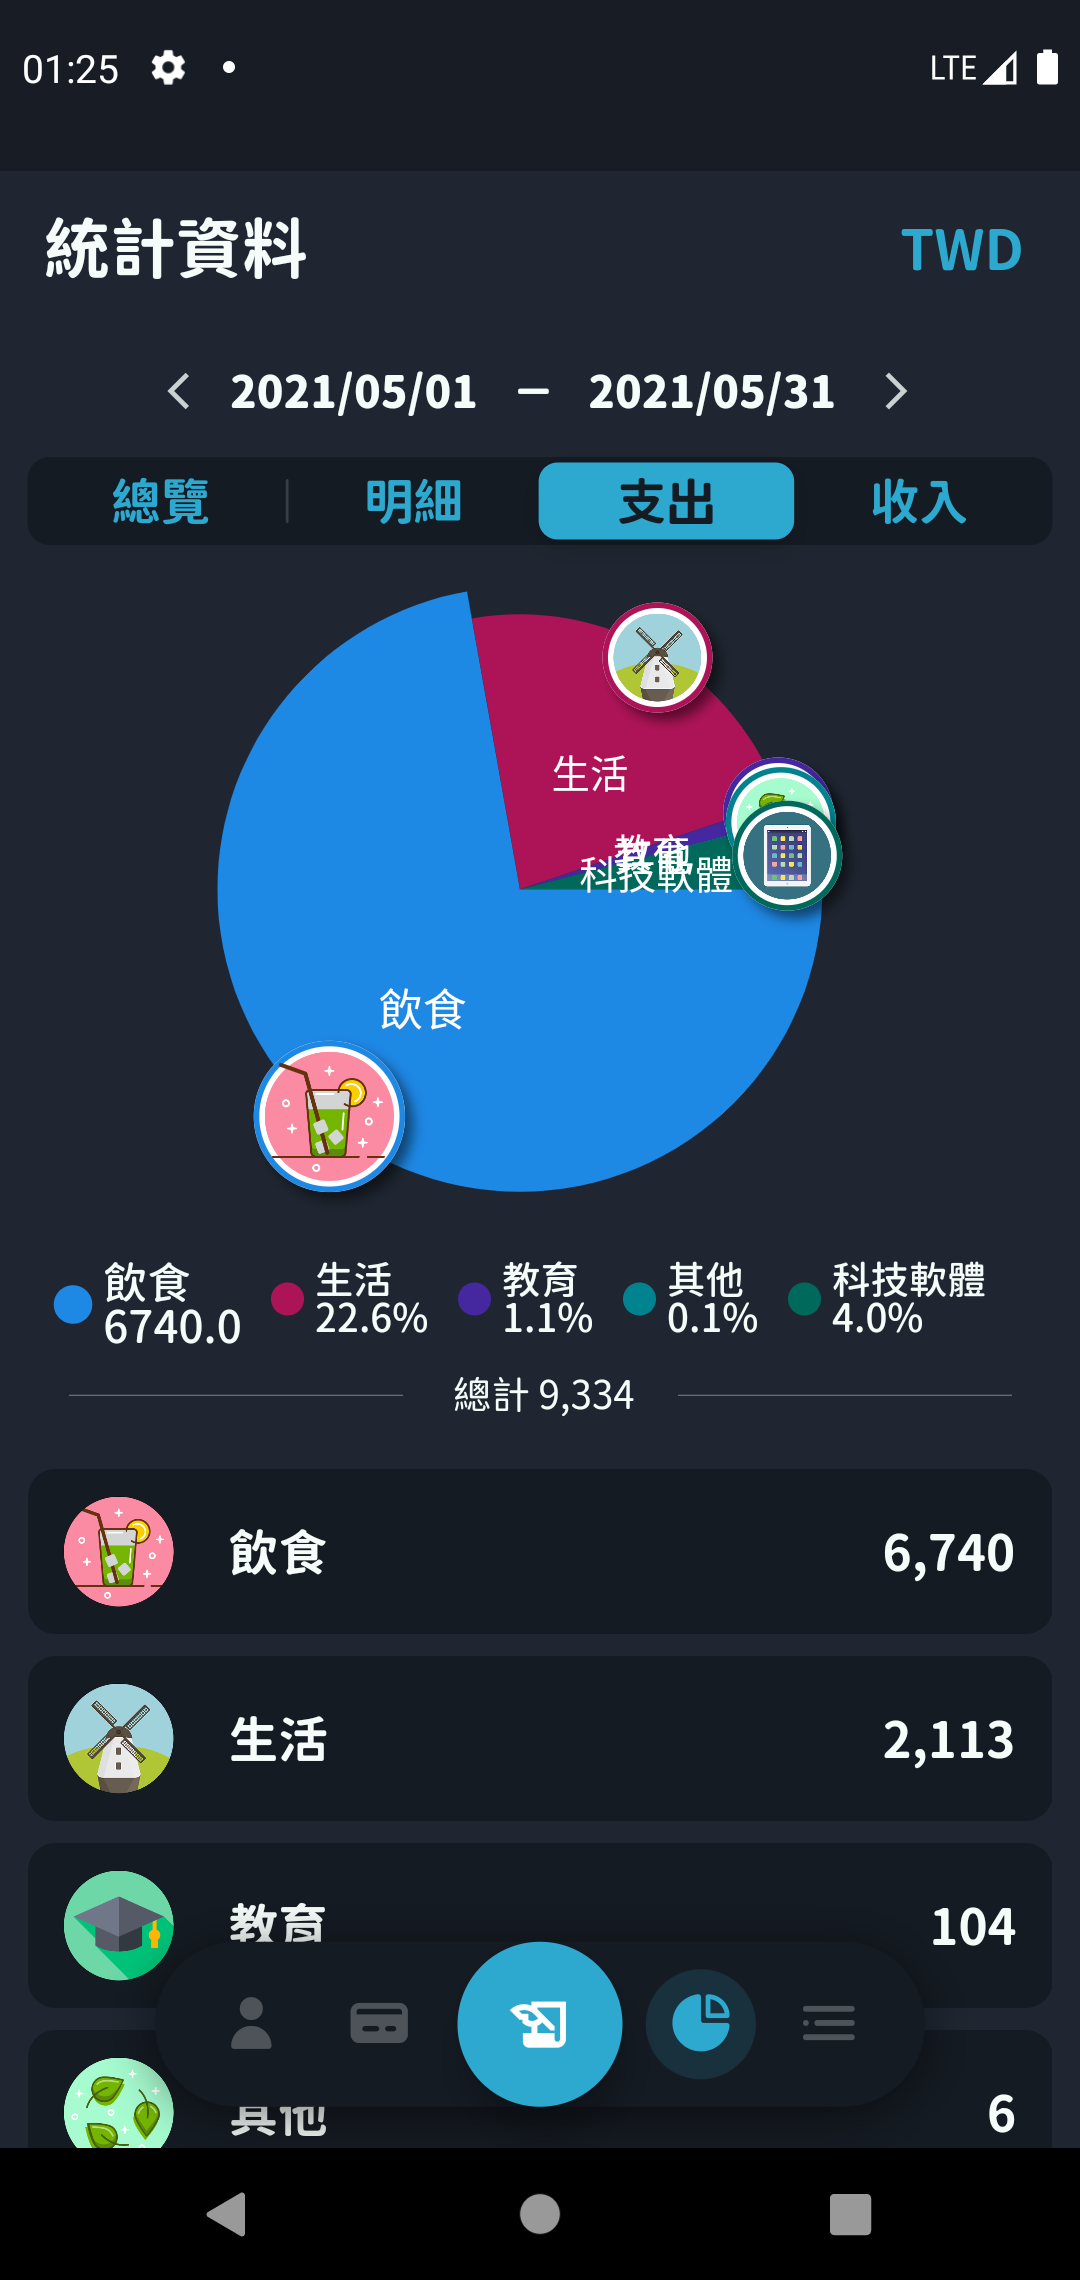 01:25 LTE
統計資料 TWD
2021/05/01 – 2021/05/31
總覽 明細 支出 收入
生活
教育
科技軟體
飲食
飲食 生活 教育 其他 科技軟體
6740.0 22.6% 1.1% 0.1% 4.0%
總計 9,334
飲食 6,740
生活 2,113
教育 104
其他 6